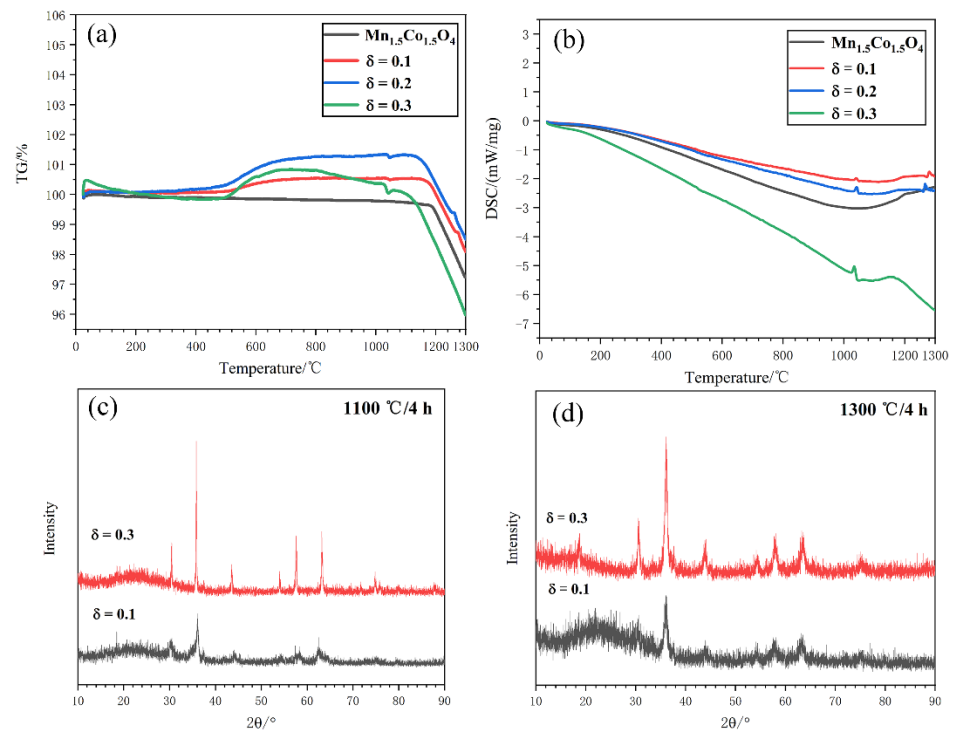 (a)
Mn1.5Co1.5O4
δ = 0.1
δ = 0.2
δ = 0.3
106
105
104
103
102
101
100
99
98
97
96
TG/%
0
200
400
600
800
1000
1200
1300
Temperature/℃
(b)
Mn1.5Co1.5O4
δ = 0.1
δ = 0.2
δ = 0.3
3
2
1
0
-1
-2
-3
-4
-5
-6
-7
DSC/(mW/mg)
0
200
400
600
800
1000
1200
1300
Temperature/℃
(c)
1100 ℃/4 h
δ = 0.3
δ = 0.1
Intensity
10
20
30
40
50
60
70
80
90
2θ/°
(d)
1300 ℃/4 h
δ = 0.3
δ = 0.1
Intensity
10
20
30
40
50
60
70
80
90
2θ/°